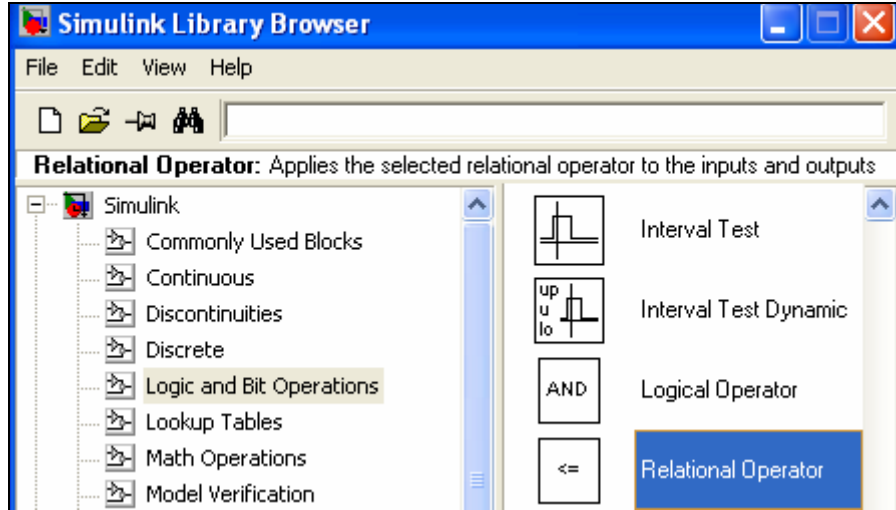 Simulink Library Browser
File Edit View Help
Relational Operator: Applies the selected relational operator to the inputs and outputs
Simulink
Commonly Used Blocks
Continuous
Discontinuities
Discrete
Logic and Bit Operations
Lookup Tables
Math Operations
Model Verification
Interval Test
up
u
lo
Interval Test Dynamic
AND Logical Operator
<= Relational Operator